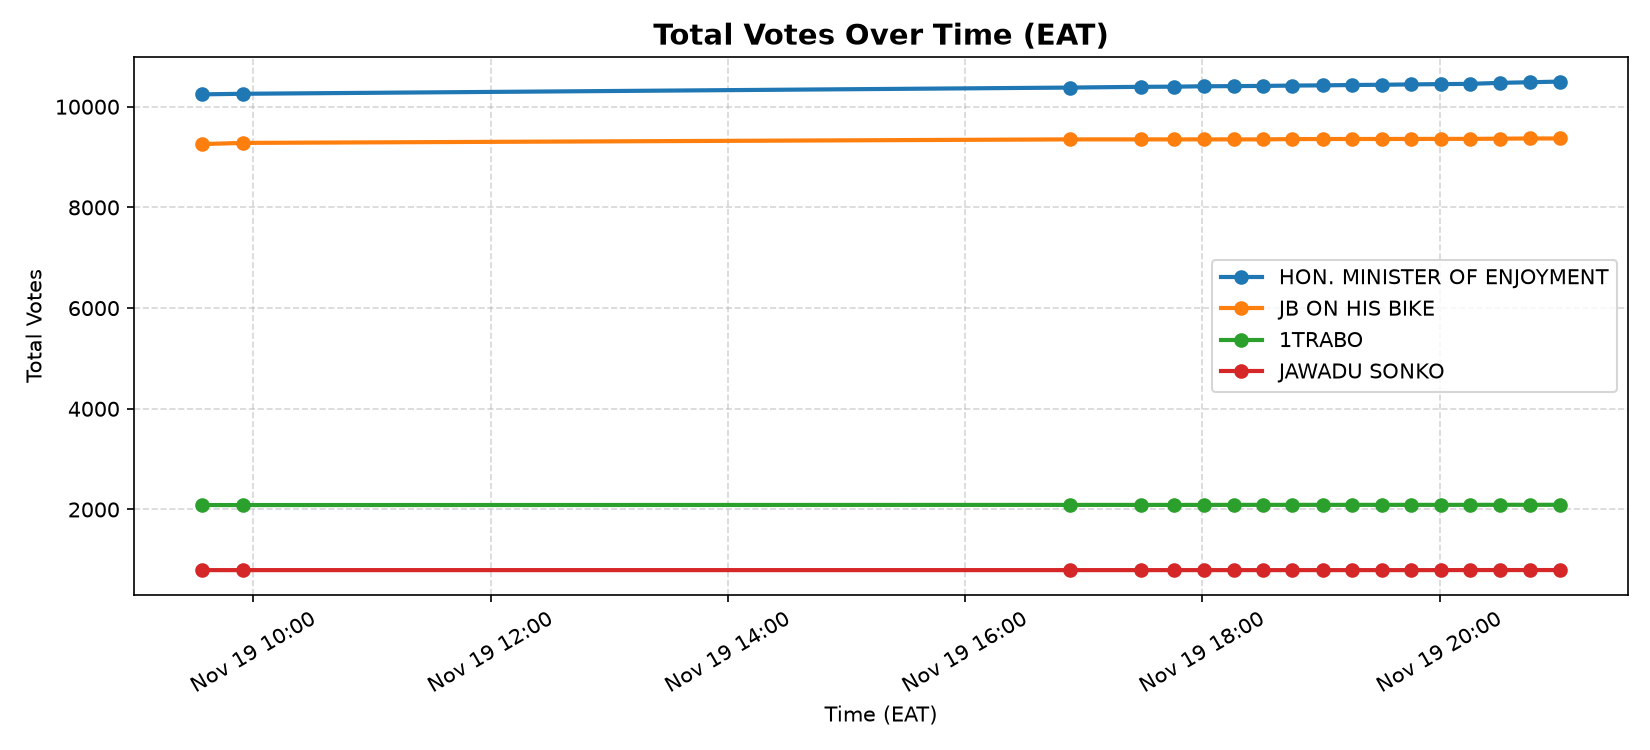 Total Votes Over Time (EAT)
Total Votes
10000
8000
6000
4000
2000
HON. MINISTER OF ENJOYMENT
JB ON HIS BIKE
1TRABO
JAWADU SONKO
Nov 19 10:00
Nov 19 12:00
Nov 19 14:00
Nov 19 16:00
Nov 19 18:00
Nov 19 20:00
Time (EAT)